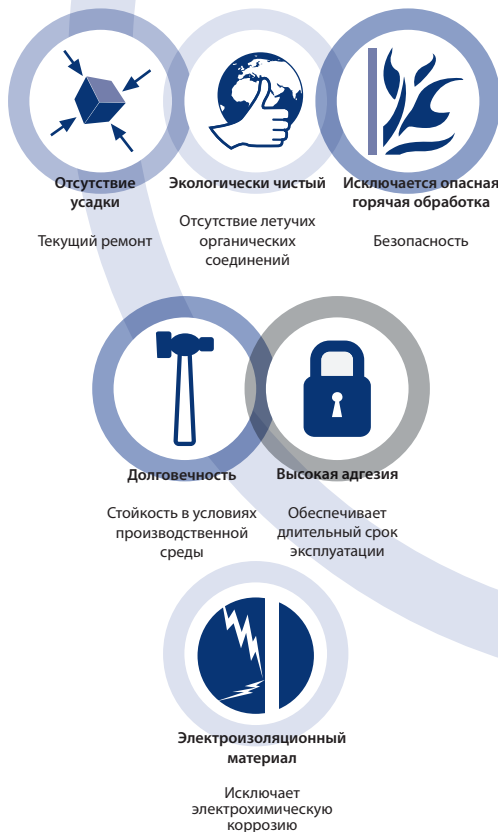 Отсутствие
усадки
Текущий ремонт
Экологически чистый
Отсутствие летучих
органических
соединений
Исключается опасная
горячая обработка
Безопасность
Долговечность
Стойкость в условиях
производственной
среды
Высокая адгезия
Обеспечивает
длительный срок
эксплуатации
Электроизоляционный
материал
Исключает
электрохимическую
коррозию